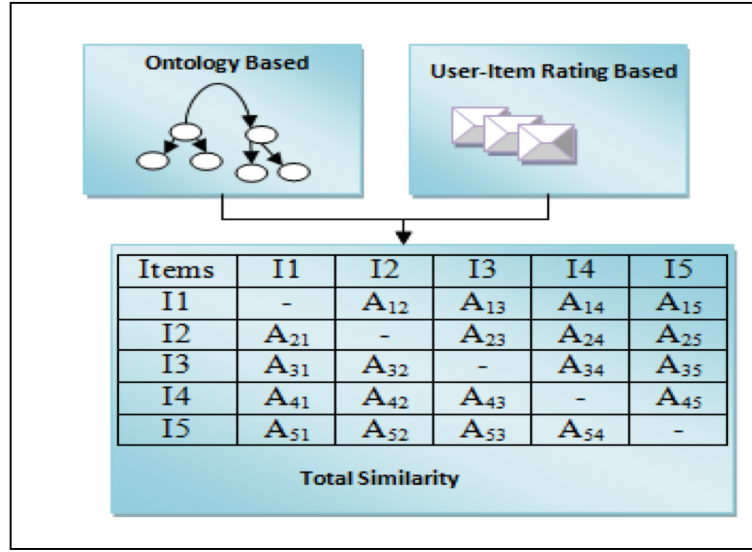 Ontology Based
User-Item Rating Based
Items I1 I2 I3 I4 I5
I1 - A₁₂ A₁₃ A₁₄ A₁₅
I2 A₂₁ - A₂₃ A₂₄ A₂₅
I3 A₃₁ A₃₂ - A₃₄ A₃₅
I4 A₄₁ A₄₂ A₄₃ - A₄₅
I5 A₅₁ A₅₂ A₅₃ A₅₄ -
Total Similarity